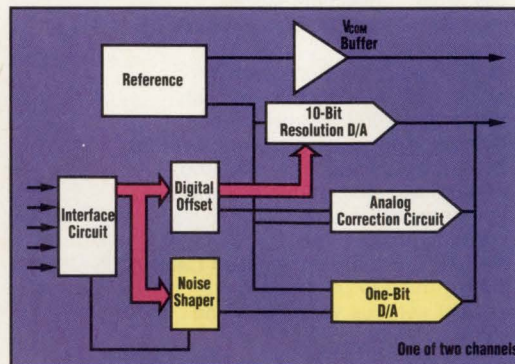 VCOM
Buffer
Reference
10-Bit
Resolution D/A
Digital
Offset
Interface
Circuit
Analog
Correction Circuit
Noise
Shaper
One-Bit
D/A
One of two channels